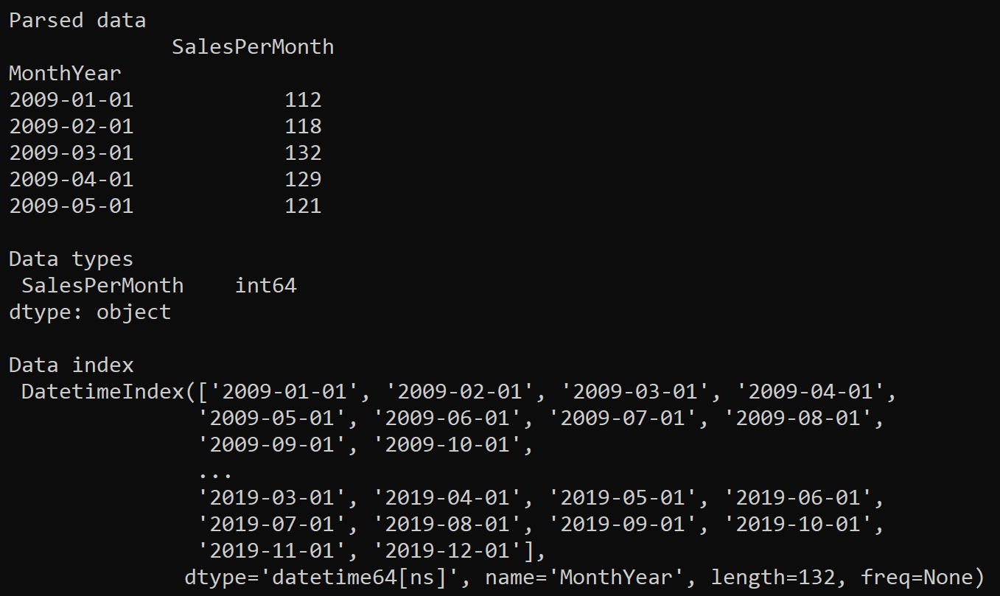 Parsed data
SalesPerMonth
MonthYear
2009-01-01 112
2009-02-01 118
2009-03-01 132
2009-04-01 129
2009-05-01 121
Data types
SalesPerMonth int64
dtype: object
Data index
DatetimeIndex(['2009-01-01', '2009-02-01', '2009-03-01', '2009-04-01',
'2009-05-01', '2009-06-01', '2009-07-01', '2009-08-01',
'2009-09-01', '2009-10-01',
...
'2019-03-01', '2019-04-01', '2019-05-01', '2019-06-01',
'2019-07-01', '2019-08-01', '2019-09-01', '2019-10-01',
'2019-11-01', '2019-12-01'],
dtype='datetime64[ns]', name='MonthYear', length=132, freq=None)